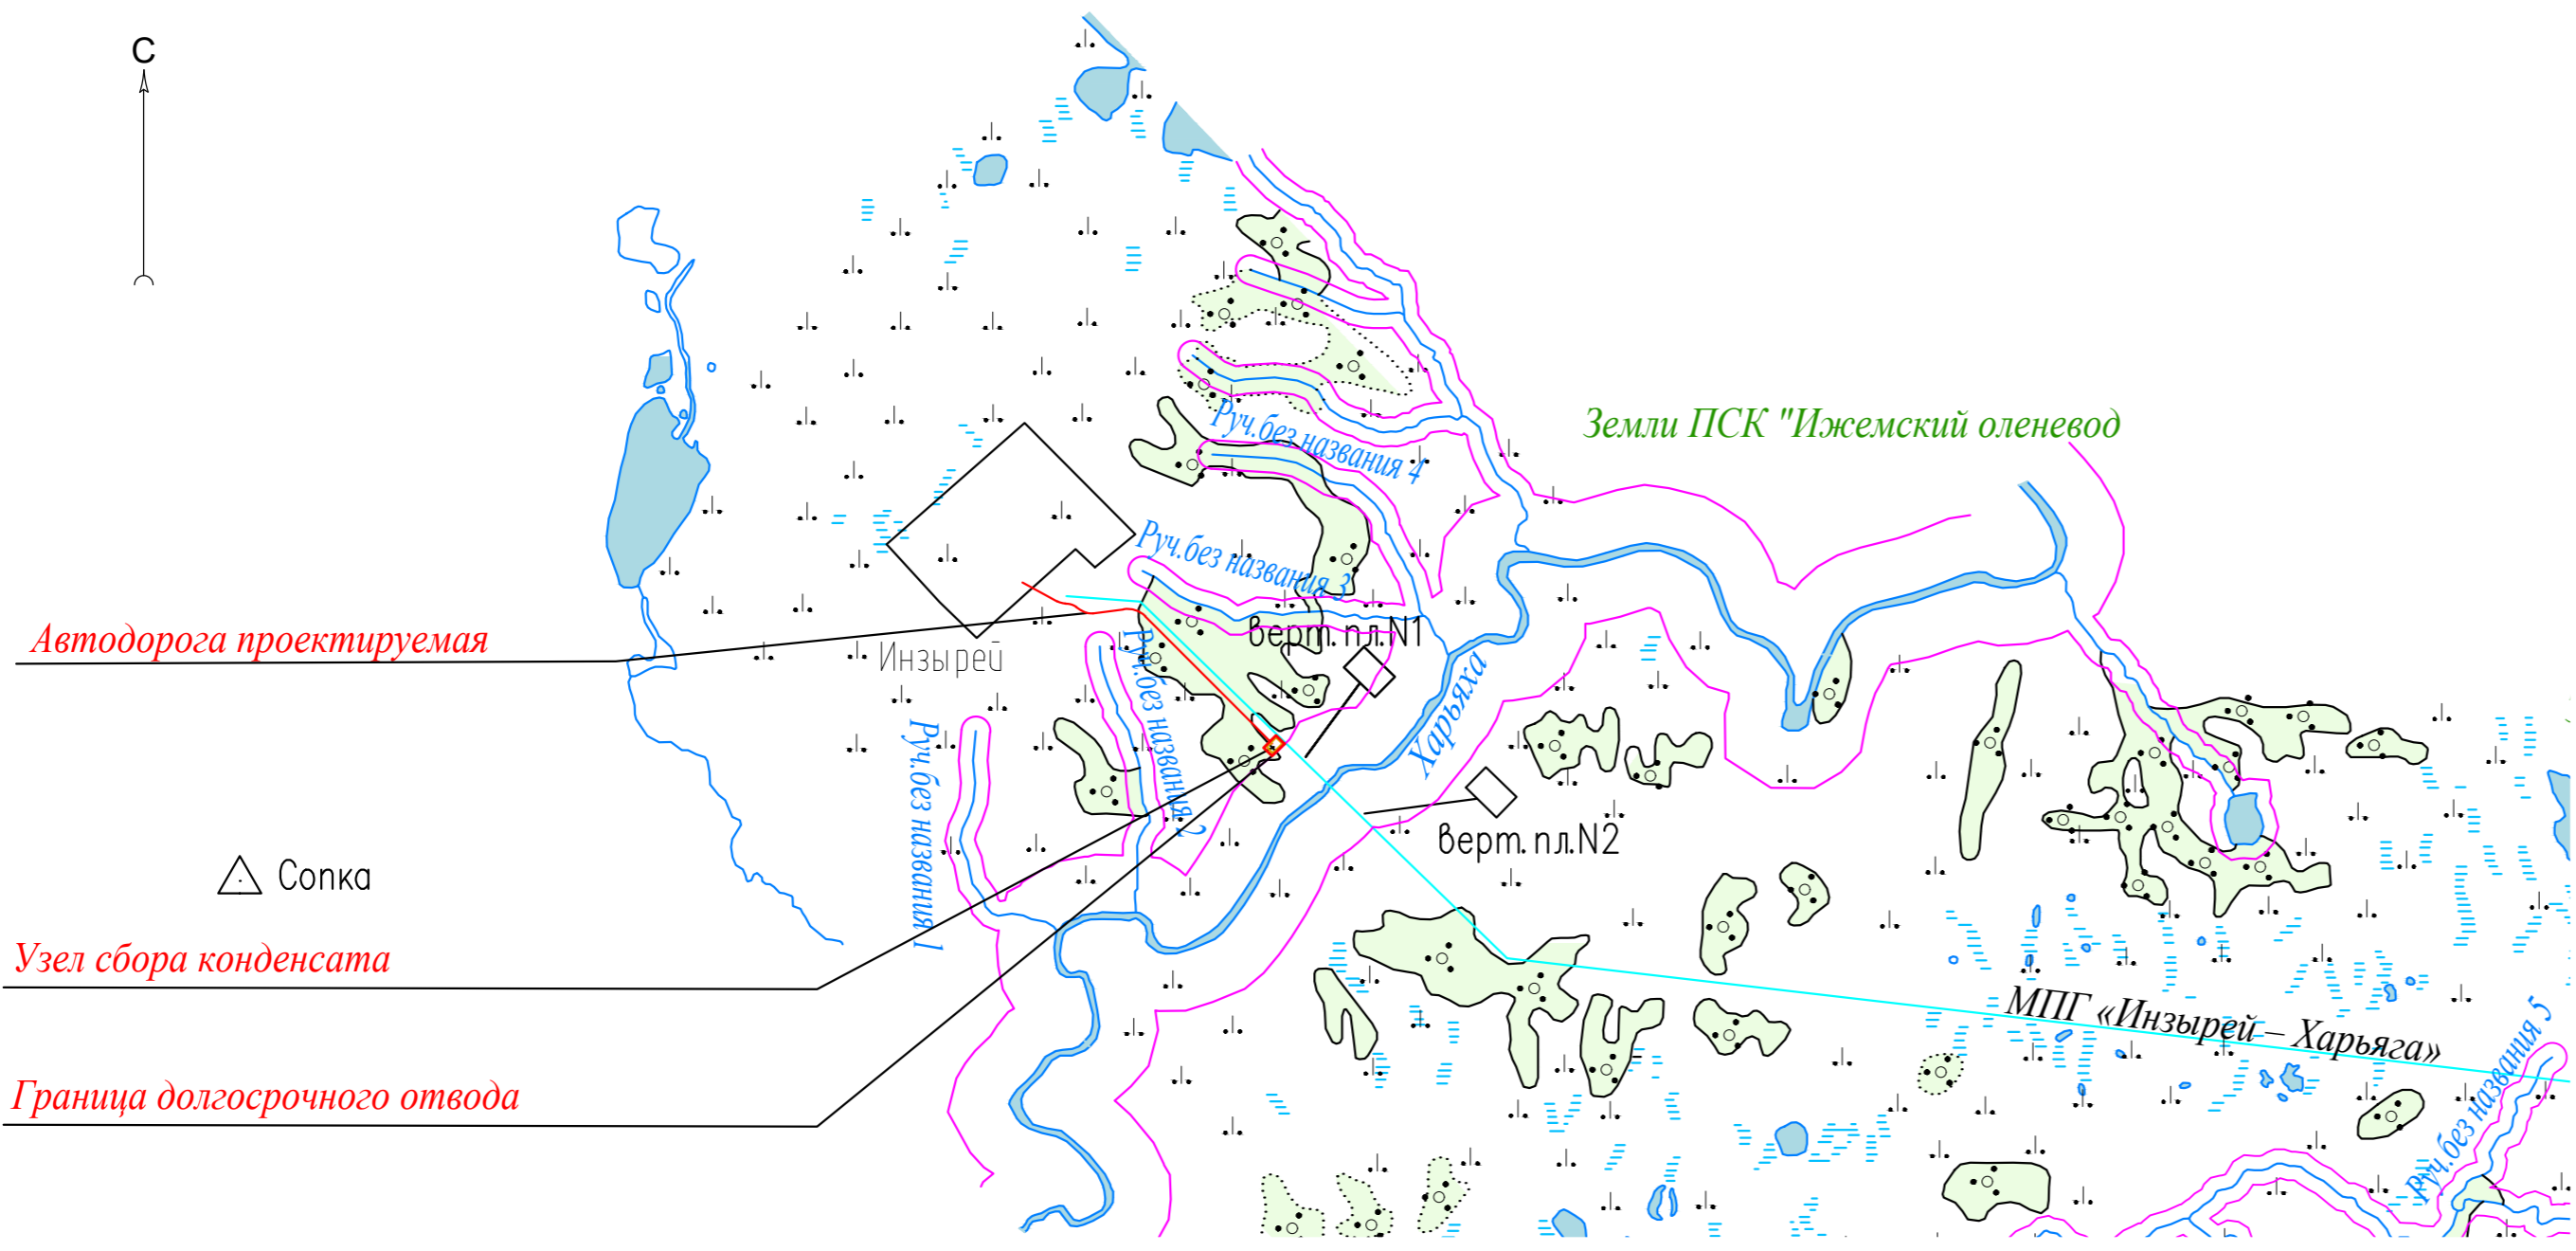 С
Земли ПСК "Ижемский оленевод
Руч.без названия 4
Руч.без названия 3
верт. пл.N1
Автодорога проектируемая
Инзырей
Руч.без названия 2
Харьяха
Руч.без названия 1
верт. пл.N2
Сопка
Узел сбора конденсата
МПГ «Инзырей – Харьяга»
Руч.без названия 5
Граница долгосрочного отвода